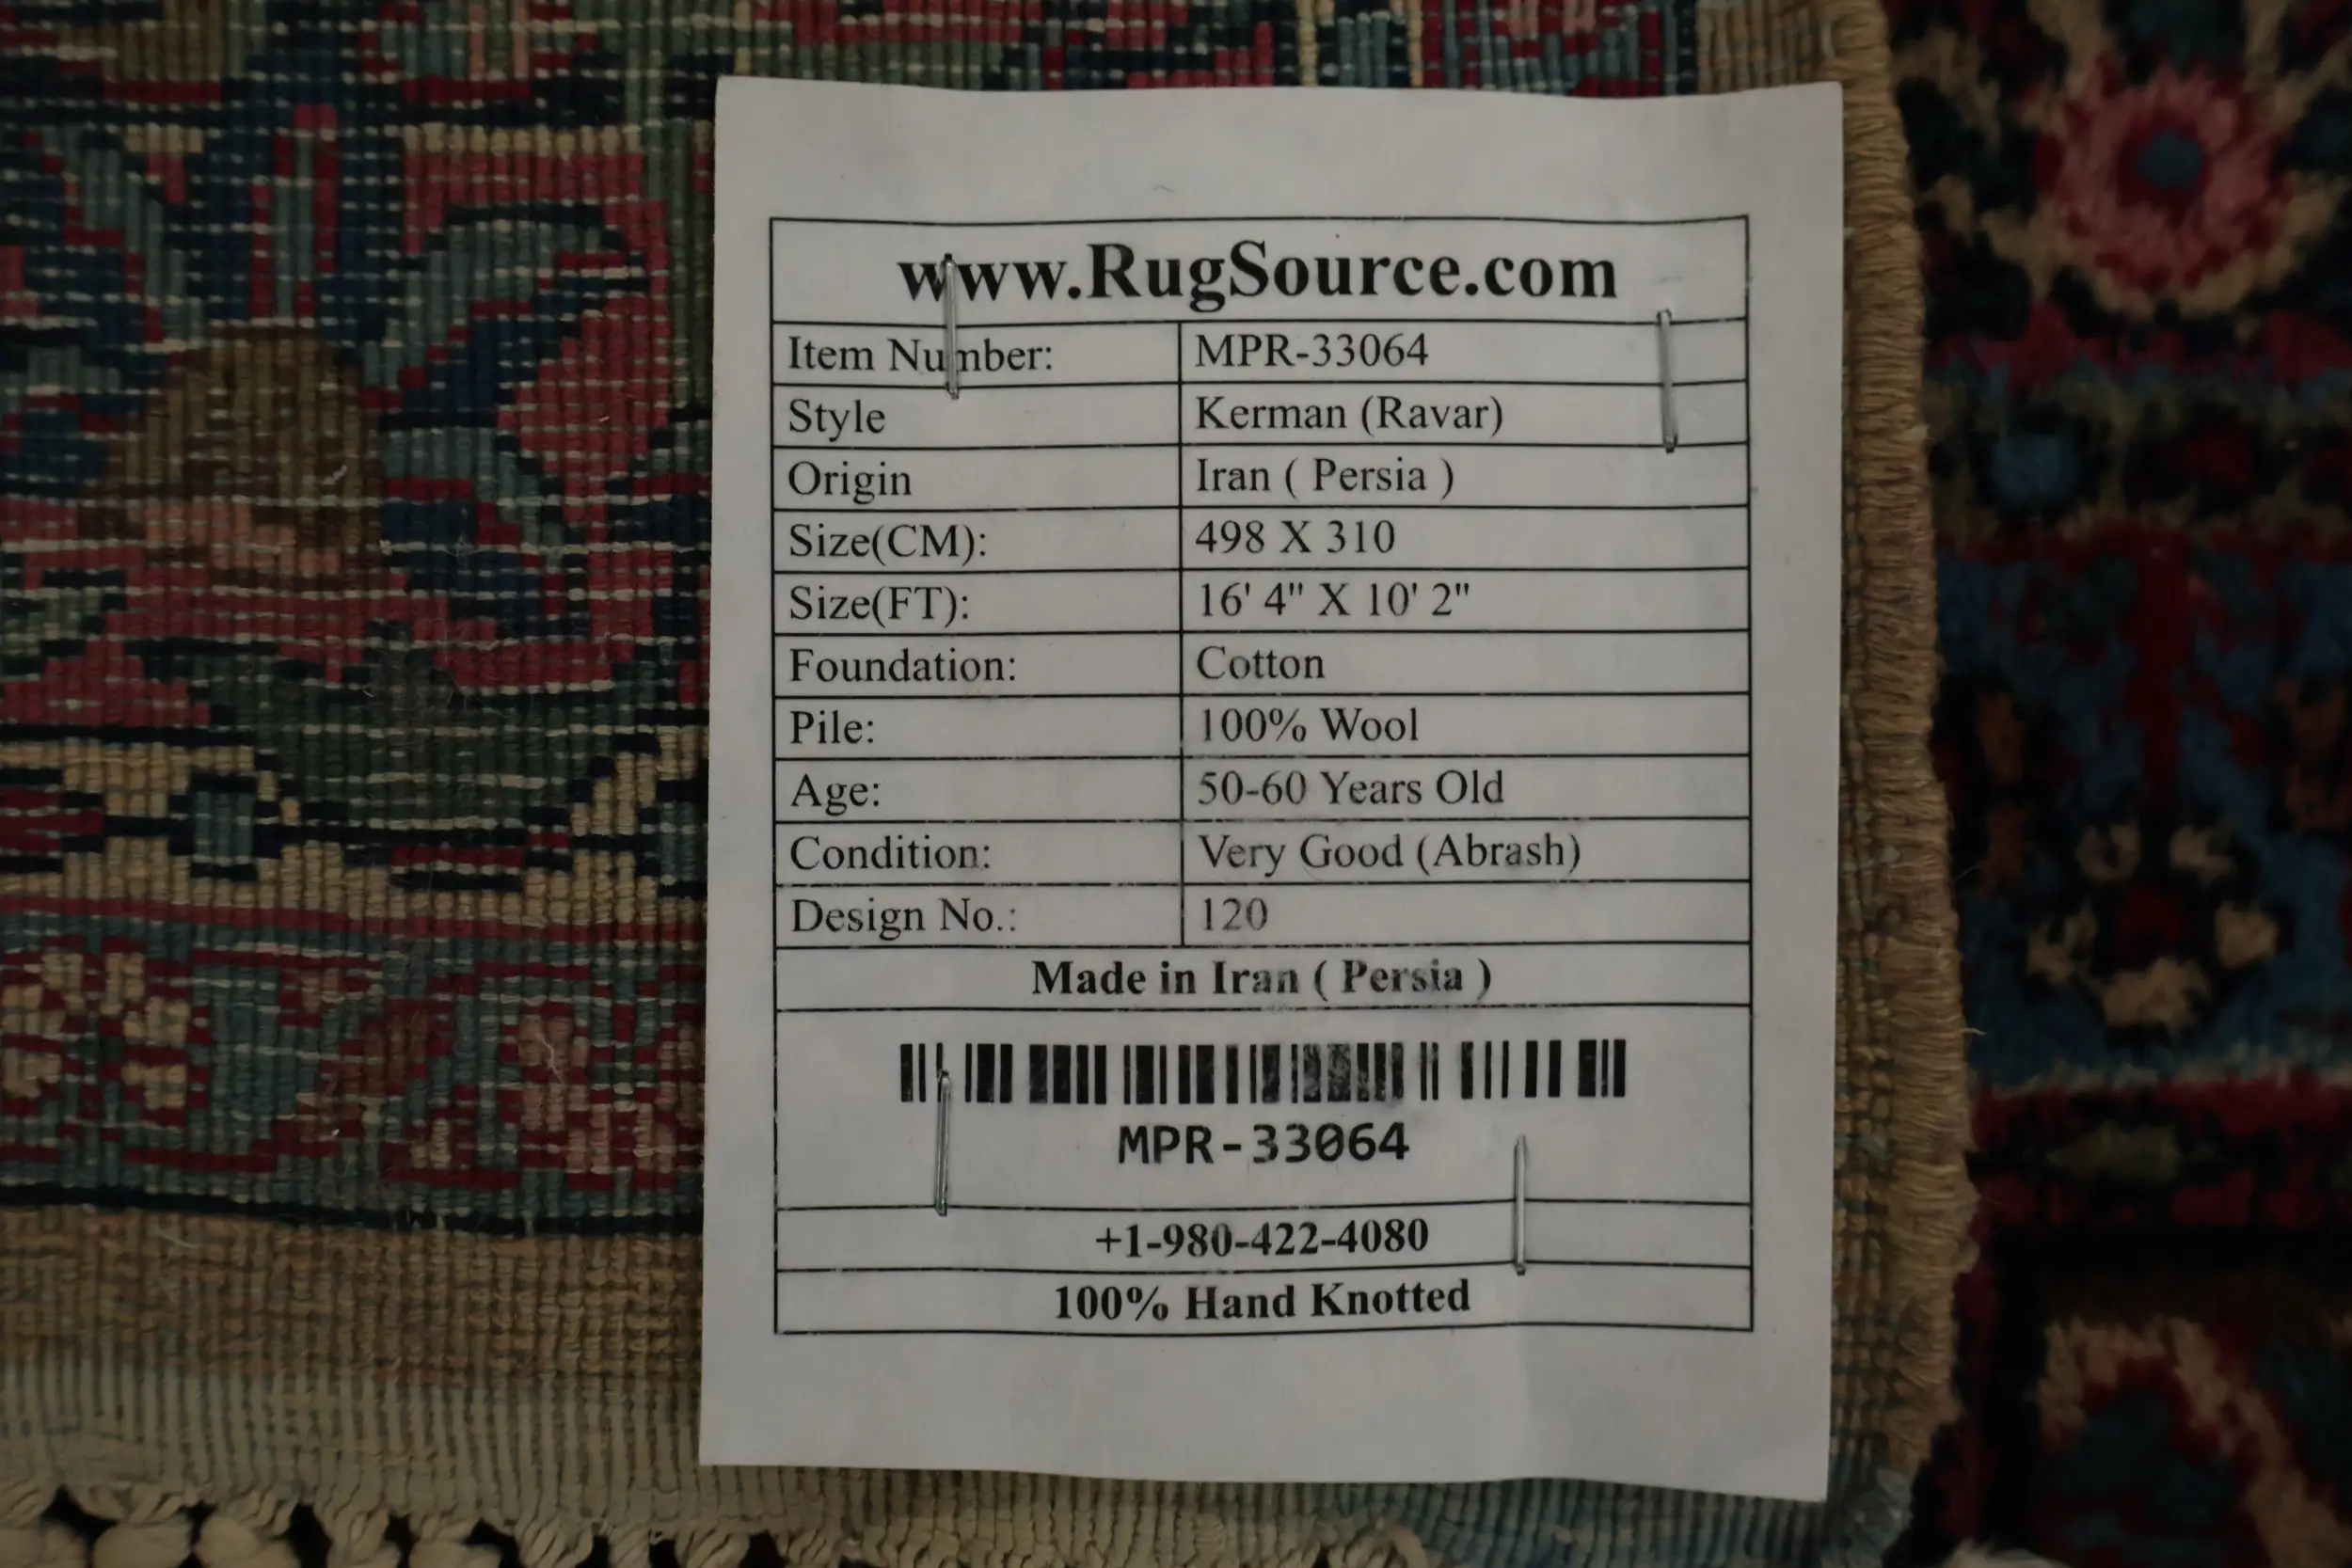 www.RugSource.com
Item Number: MPR-33064
Style Kerman (Ravar)
Origin Iran ( Persia )
Size(CM): 498 X 310
Size(FT): 16' 4" X 10' 2"
Foundation: Cotton
Pile: 100% Wool
Age: 50-60 Years Old
Condition: Very Good (Abrash)
Design No.: 120
Made in Iran ( Persia )
MPR-33064
+1-980-422-4080
100% Hand Knotted